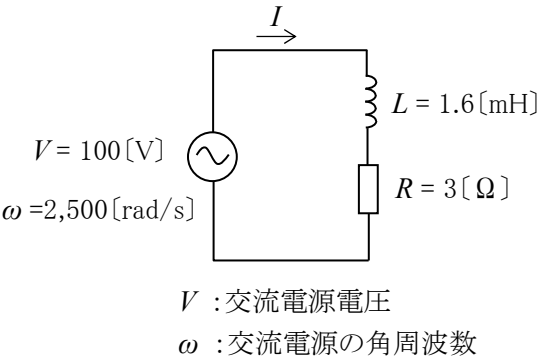 I
L = 1.6〔mH〕
V = 100〔V〕
R = 3〔Ω〕
ω =2,500〔rad/s〕
V :交流電源電圧
ω :交流電源の角周波数